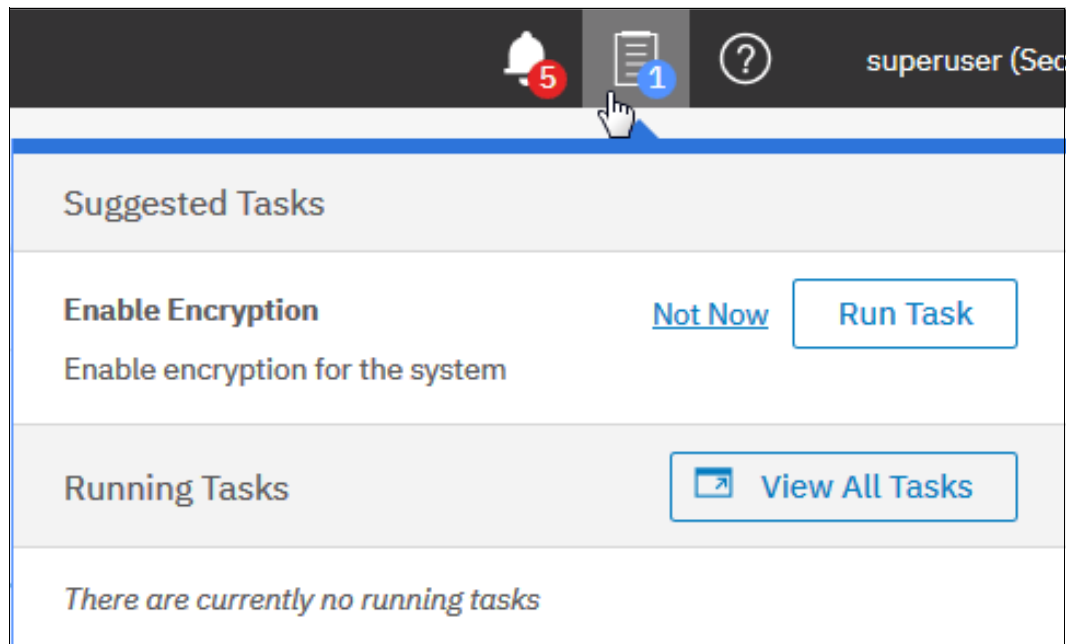 5 1 ? superuser (Sec
Suggested Tasks
Enable Encryption Not Now Run Task
Enable encryption for the system
Running Tasks View All Tasks
There are currently no running tasks